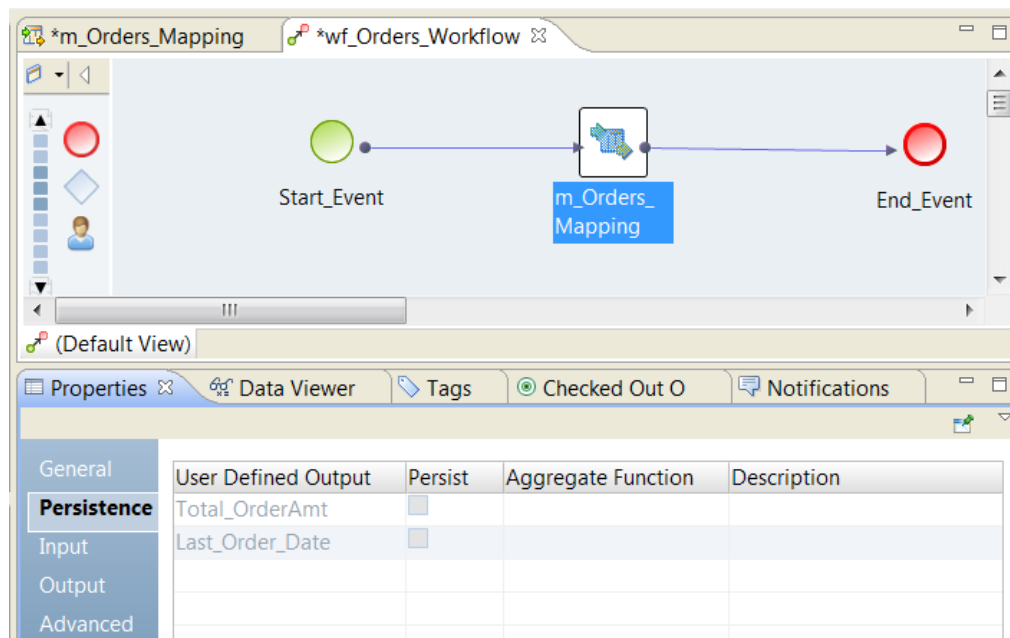 *m_Orders_Mapping
*wf_Orders_Workflow
Start_Event
m_Orders_
Mapping
End_Event
(Default View)
Properties
Data Viewer
Tags
Checked Out O
Notifications
General
Persistence
Input
Output
Advanced
User Defined Output Persist Aggregate Function Description
Total_OrderAmt
Last_Order_Date